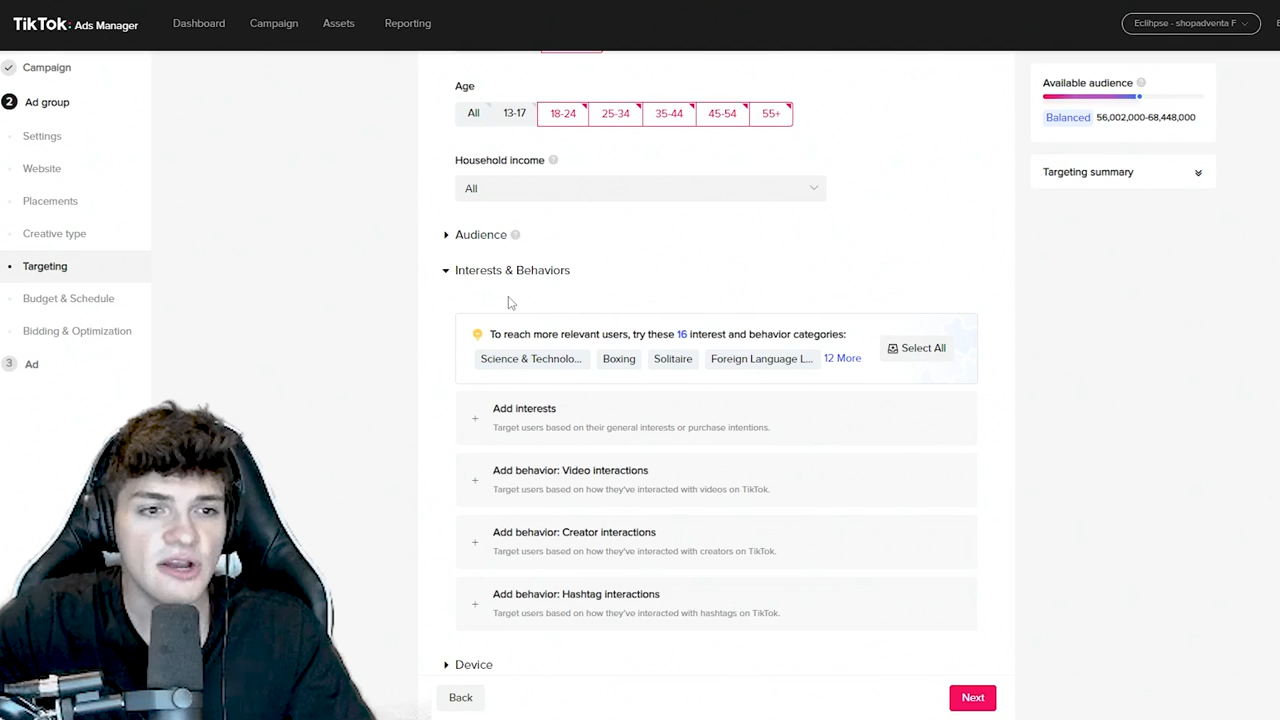 TikTok: Ads Manager
Dashboard
Campaign
Assets
Reporting
Eclihpse - shopadventa F
Campaign
2
Ad group
Settings
Website
Placements
Creative type
Targeting
Budget & Schedule
Bidding & Optimization
3
Ad
Age
All
13-17
18-24
25-34
35-44
45-54
55+
Household income
All
Audience
Interests & Behaviors
To reach more relevant users, try these 16 interest and behavior categories:
Science & Technolo...
Boxing
Solitaire
Foreign Language L...
12 More
Select All
Add interests
Target users based on their general interests or purchase intentions.
Add behavior: Video interactions
Target users based on how they've interacted with videos on TikTok.
Add behavior: Creator interactions
Target users based on how they've interacted with creators on TikTok.
Add behavior: Hashtag interactions
Target users based on how they've interacted with hashtags on TikTok.
Device
Back
Next
Available audience
Balanced 56,002,000-68,448,000
Targeting summary